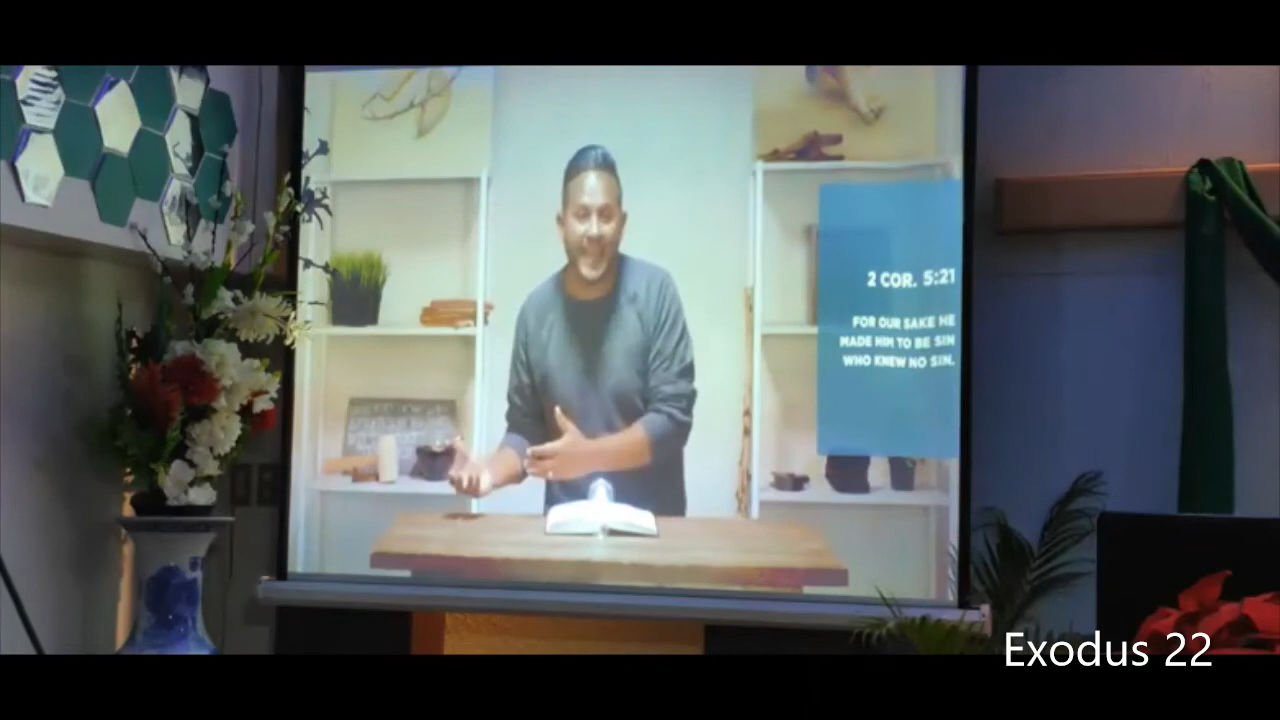 2 COR. 5:21
FOR OUR SAKE HE
MADE HIM TO BE SIN
WHO KNEW NO SIN.
Exodus 22